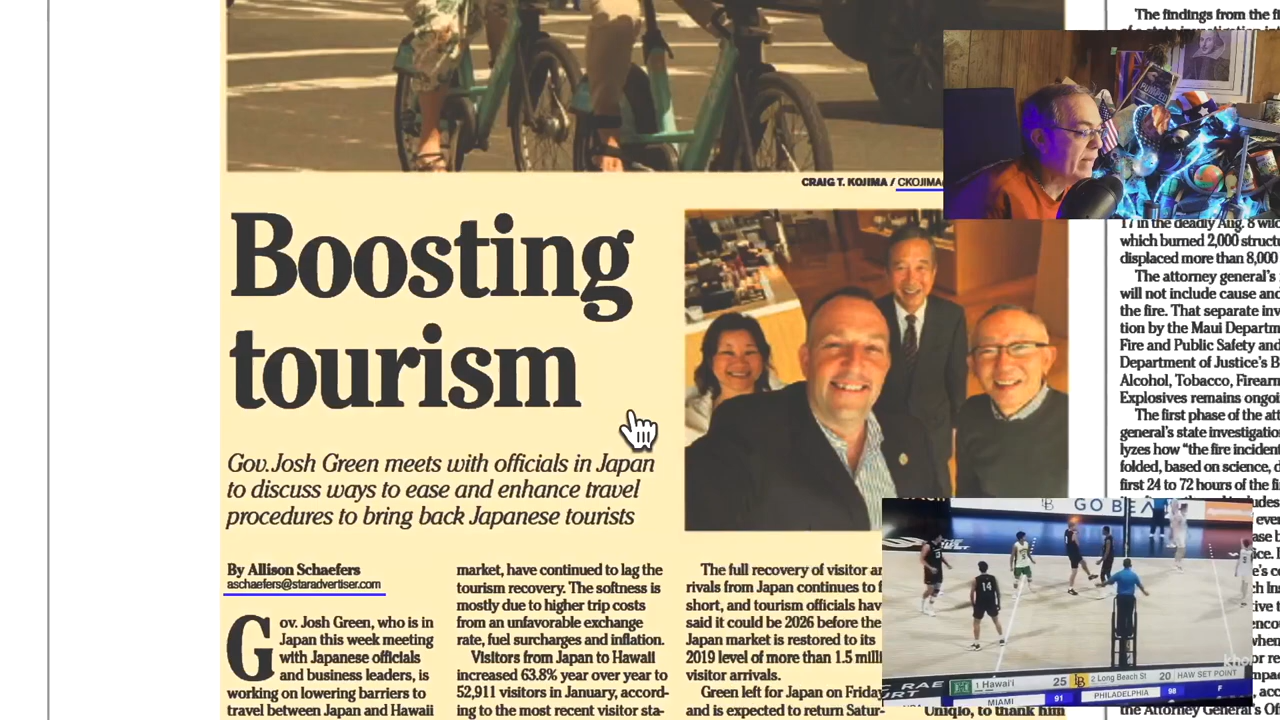 CRAIG T. KOJIMA / CKOJIMA
Boosting
tourism
Gov. Josh Green meets with officials in Japan
to discuss ways to ease and enhance travel
procedures to bring back Japanese tourists
By Allison Schaefers
aschaefers@staradvertiser.com
Gov. Josh Green, who is in
Japan this week meeting
with Japanese officials
and business leaders, is
working on lowering barriers to
travel between Japan and Hawaii
market, have continued to lag the
tourism recovery. The softness is
mostly due to higher trip costs
from an unfavorable exchange
rate, fuel surcharges and inflation.
Visitors from Japan to Hawaii
increased 63.8% year over year to
52,911 visitors in January, accord-
ing to the most recent visitor sta-
The full recovery of visitor ar
rivals from Japan continues to f
short, and tourism officials hav
said it could be 2026 before the
Japan market is restored to its
2019 level of more than 1.5 milli
visitor arrivals.
Green left for Japan on Friday
and is expected to return Satur-
Uniqlo, to thank him
The findings from the fi
17 in the deadly Aug. 8 wild
which burned 2,000 structu
displaced more than 8,000
The attorney general's
will not include cause and
the fire. That separate inv
tion by the Maui Departm
Fire and Public Safety and
Department of Justice's B
Alcohol, Tobacco, Firearm
Explosives remains ongoi
The first phase of the att
general's state investigatio
lyzes how "the fire incident
folded, based on science, d
first 24 to 72 hours of the fi
the Attorney General's Of
PUMPED
GO BEA
14
1 Hawai'i 25 2 Long Beach St 20 HAW SET POINT
MIAMI 91 PHILADELPHIA 98 F
khon